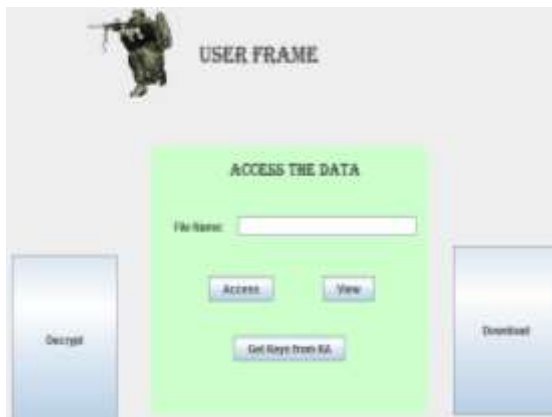 USER FRAME
ACCESS THE DATA
File Name:
Access View
Decrypt
Download
Get Keys from KA